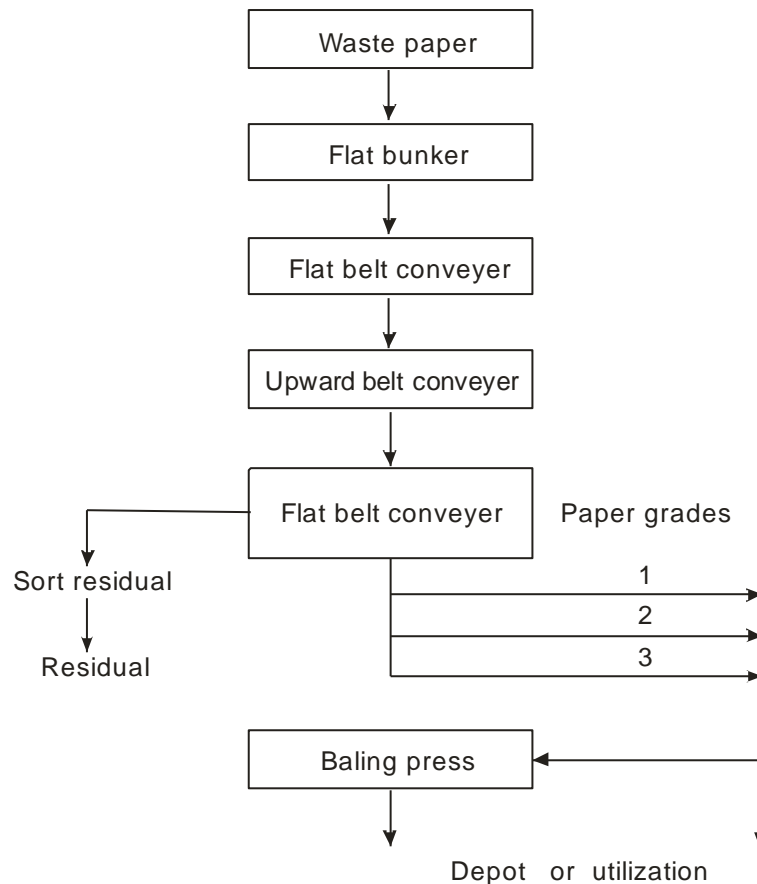 Waste paper
Flat bunker
Flat belt conveyer
Upward belt conveyer
Flat belt conveyer
Paper grades
1
Sort residual
2
3
Residual
Baling press
Depot or utilization